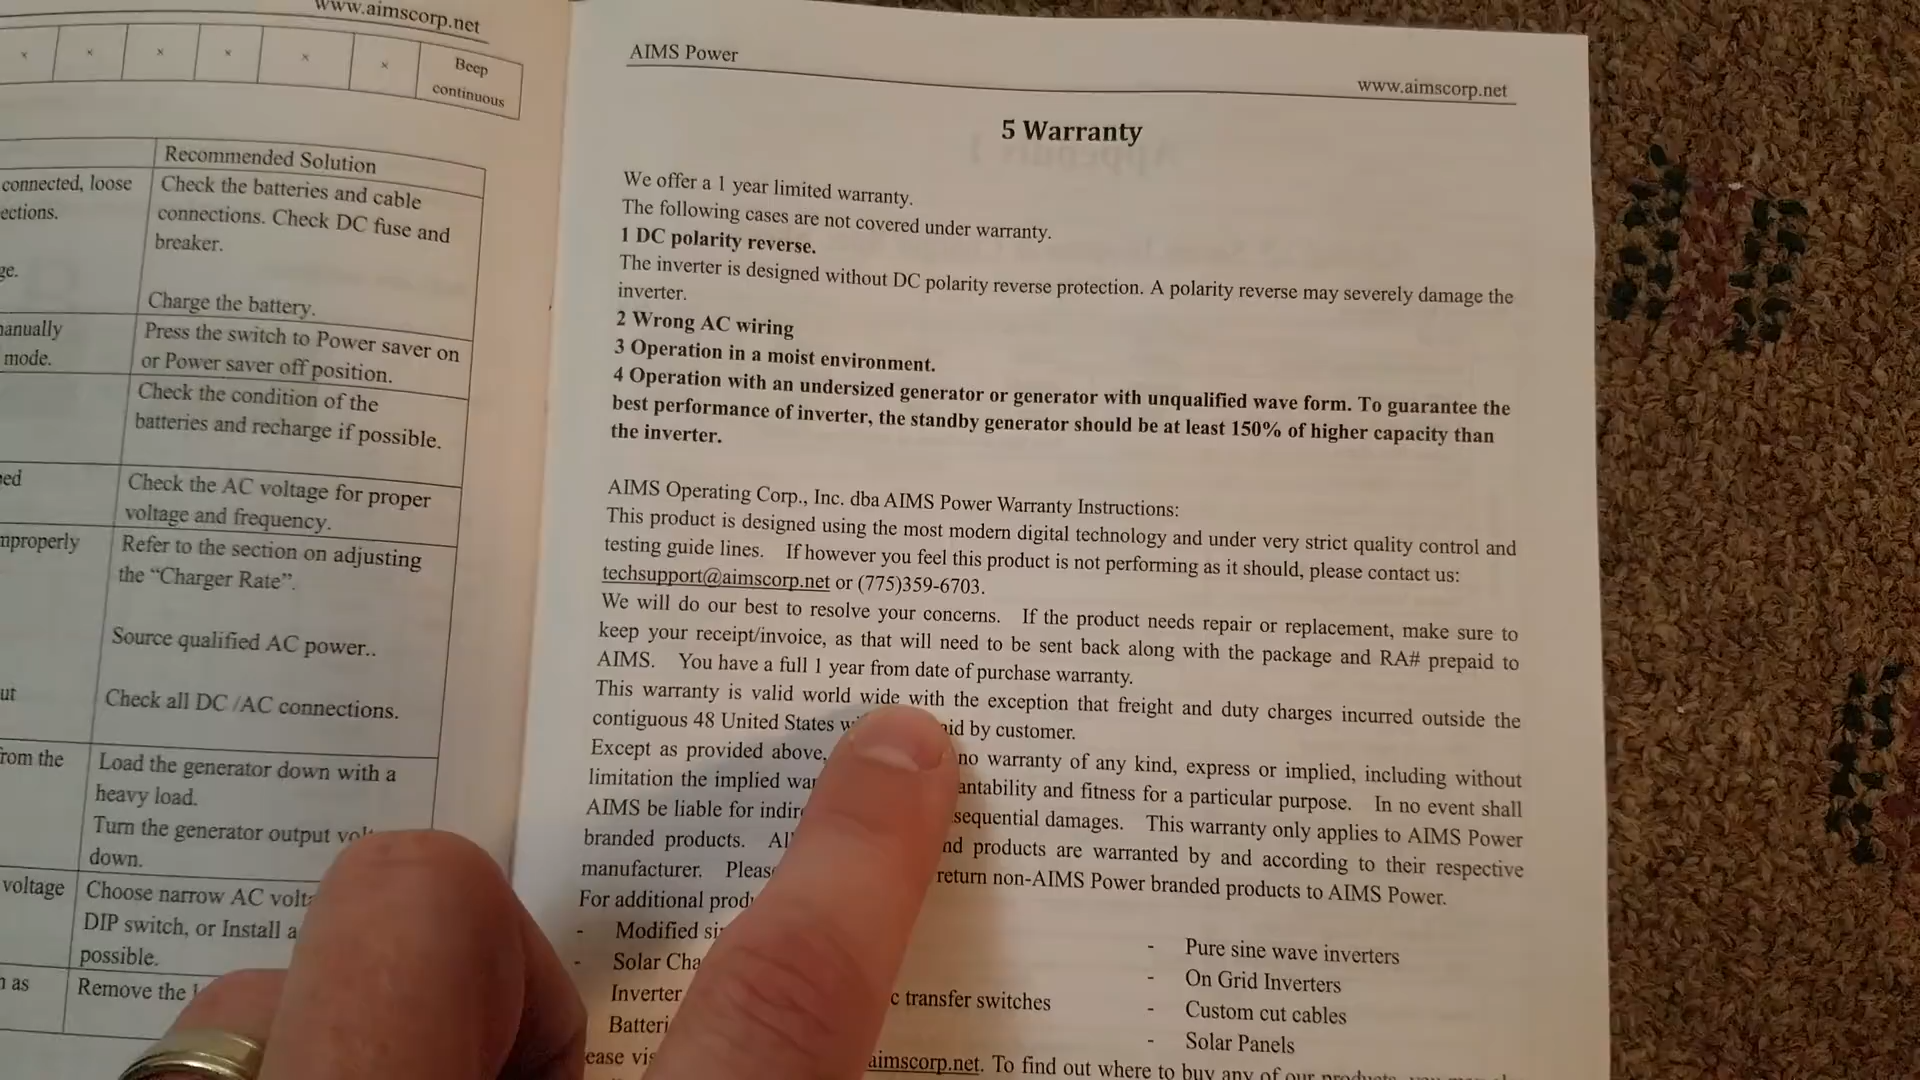 www.aimscorp.net
× × × × × × Beep
continuous
Recommended Solution
connected, loose Check the batteries and cable
ections. connections. Check DC fuse and
breaker.
ge.
Charge the battery.
anually Press the switch to Power saver on
mode. or Power saver off position.
Check the condition of the
batteries and recharge if possible.
ed Check the AC voltage for proper
voltage and frequency.
mproperly Refer to the section on adjusting
the “Charger Rate”.
Source qualified AC power..
ut Check all DC /AC connections.
rom the Load the generator down with a
heavy load.
Turn the generator output
down.
voltage Choose narrow AC
DIP switch, or Install a
possible.
as Remove the
AIMS Power
www.aimscorp.net
5 Warranty
We offer a 1 year limited warranty.
The following cases are not covered under warranty.
1 DC polarity reverse.
The inverter is designed without DC polarity reverse protection. A polarity reverse may severely damage the
inverter.
2 Wrong AC wiring
3 Operation in a moist environment.
4 Operation with an undersized generator or generator with unqualified wave form. To guarantee the
best performance of inverter, the standby generator should be at least 150% of higher capacity than
the inverter.
AIMS Operating Corp., Inc. dba AIMS Power Warranty Instructions:
This product is designed using the most modern digital technology and under very strict quality control and
testing guide lines. If however you feel this product is not performing as it should, please contact us:
techsupport@aimscorp.net or (775)359-6703.
We will do our best to resolve your concerns. If the product needs repair or replacement, make sure to
keep your receipt/invoice, as that will need to be sent back along with the package and RA# prepaid to
AIMS. You have a full 1 year from date of purchase warranty.
This warranty is valid world wide with the exception that freight and duty charges incurred outside the
contiguous 48 United States aid by customer.
Except as provided above, no warranty of any kind, express or implied, including without
limitation the implied antability and fitness for a particular purpose. In no event shall
AIMS be liable for sequential damages. This warranty only applies to AIMS Power
branded products. nd products are warranted by and according to their respective
manufacturer. return non-AIMS Power branded products to AIMS Power.
For additional
- Modified - Pure sine wave inverters
- Solar - On Grid Inverters
Inverter c transfer switches - Custom cut cables
- Solar Panels
aimscorp.net. To find out where to buy any of our